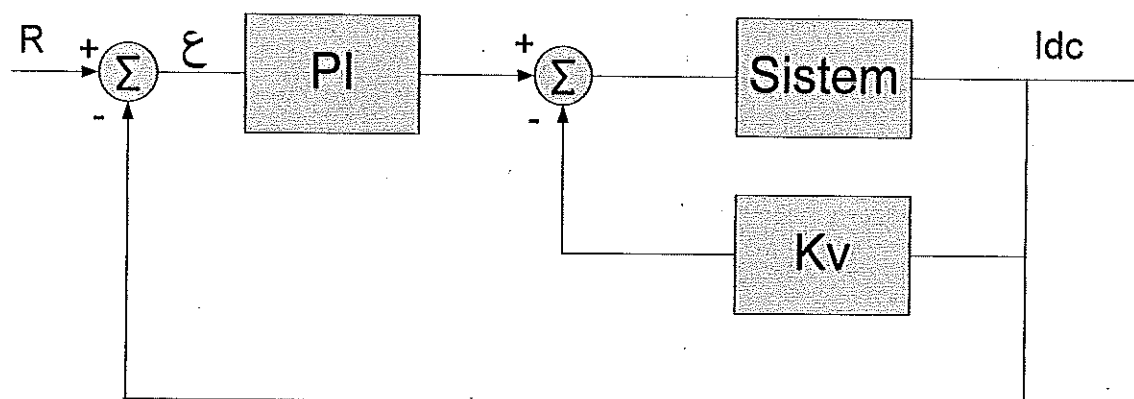 R
+
Σ
-
ع
PI
+
Σ
-
Sistem
Idc
Kv